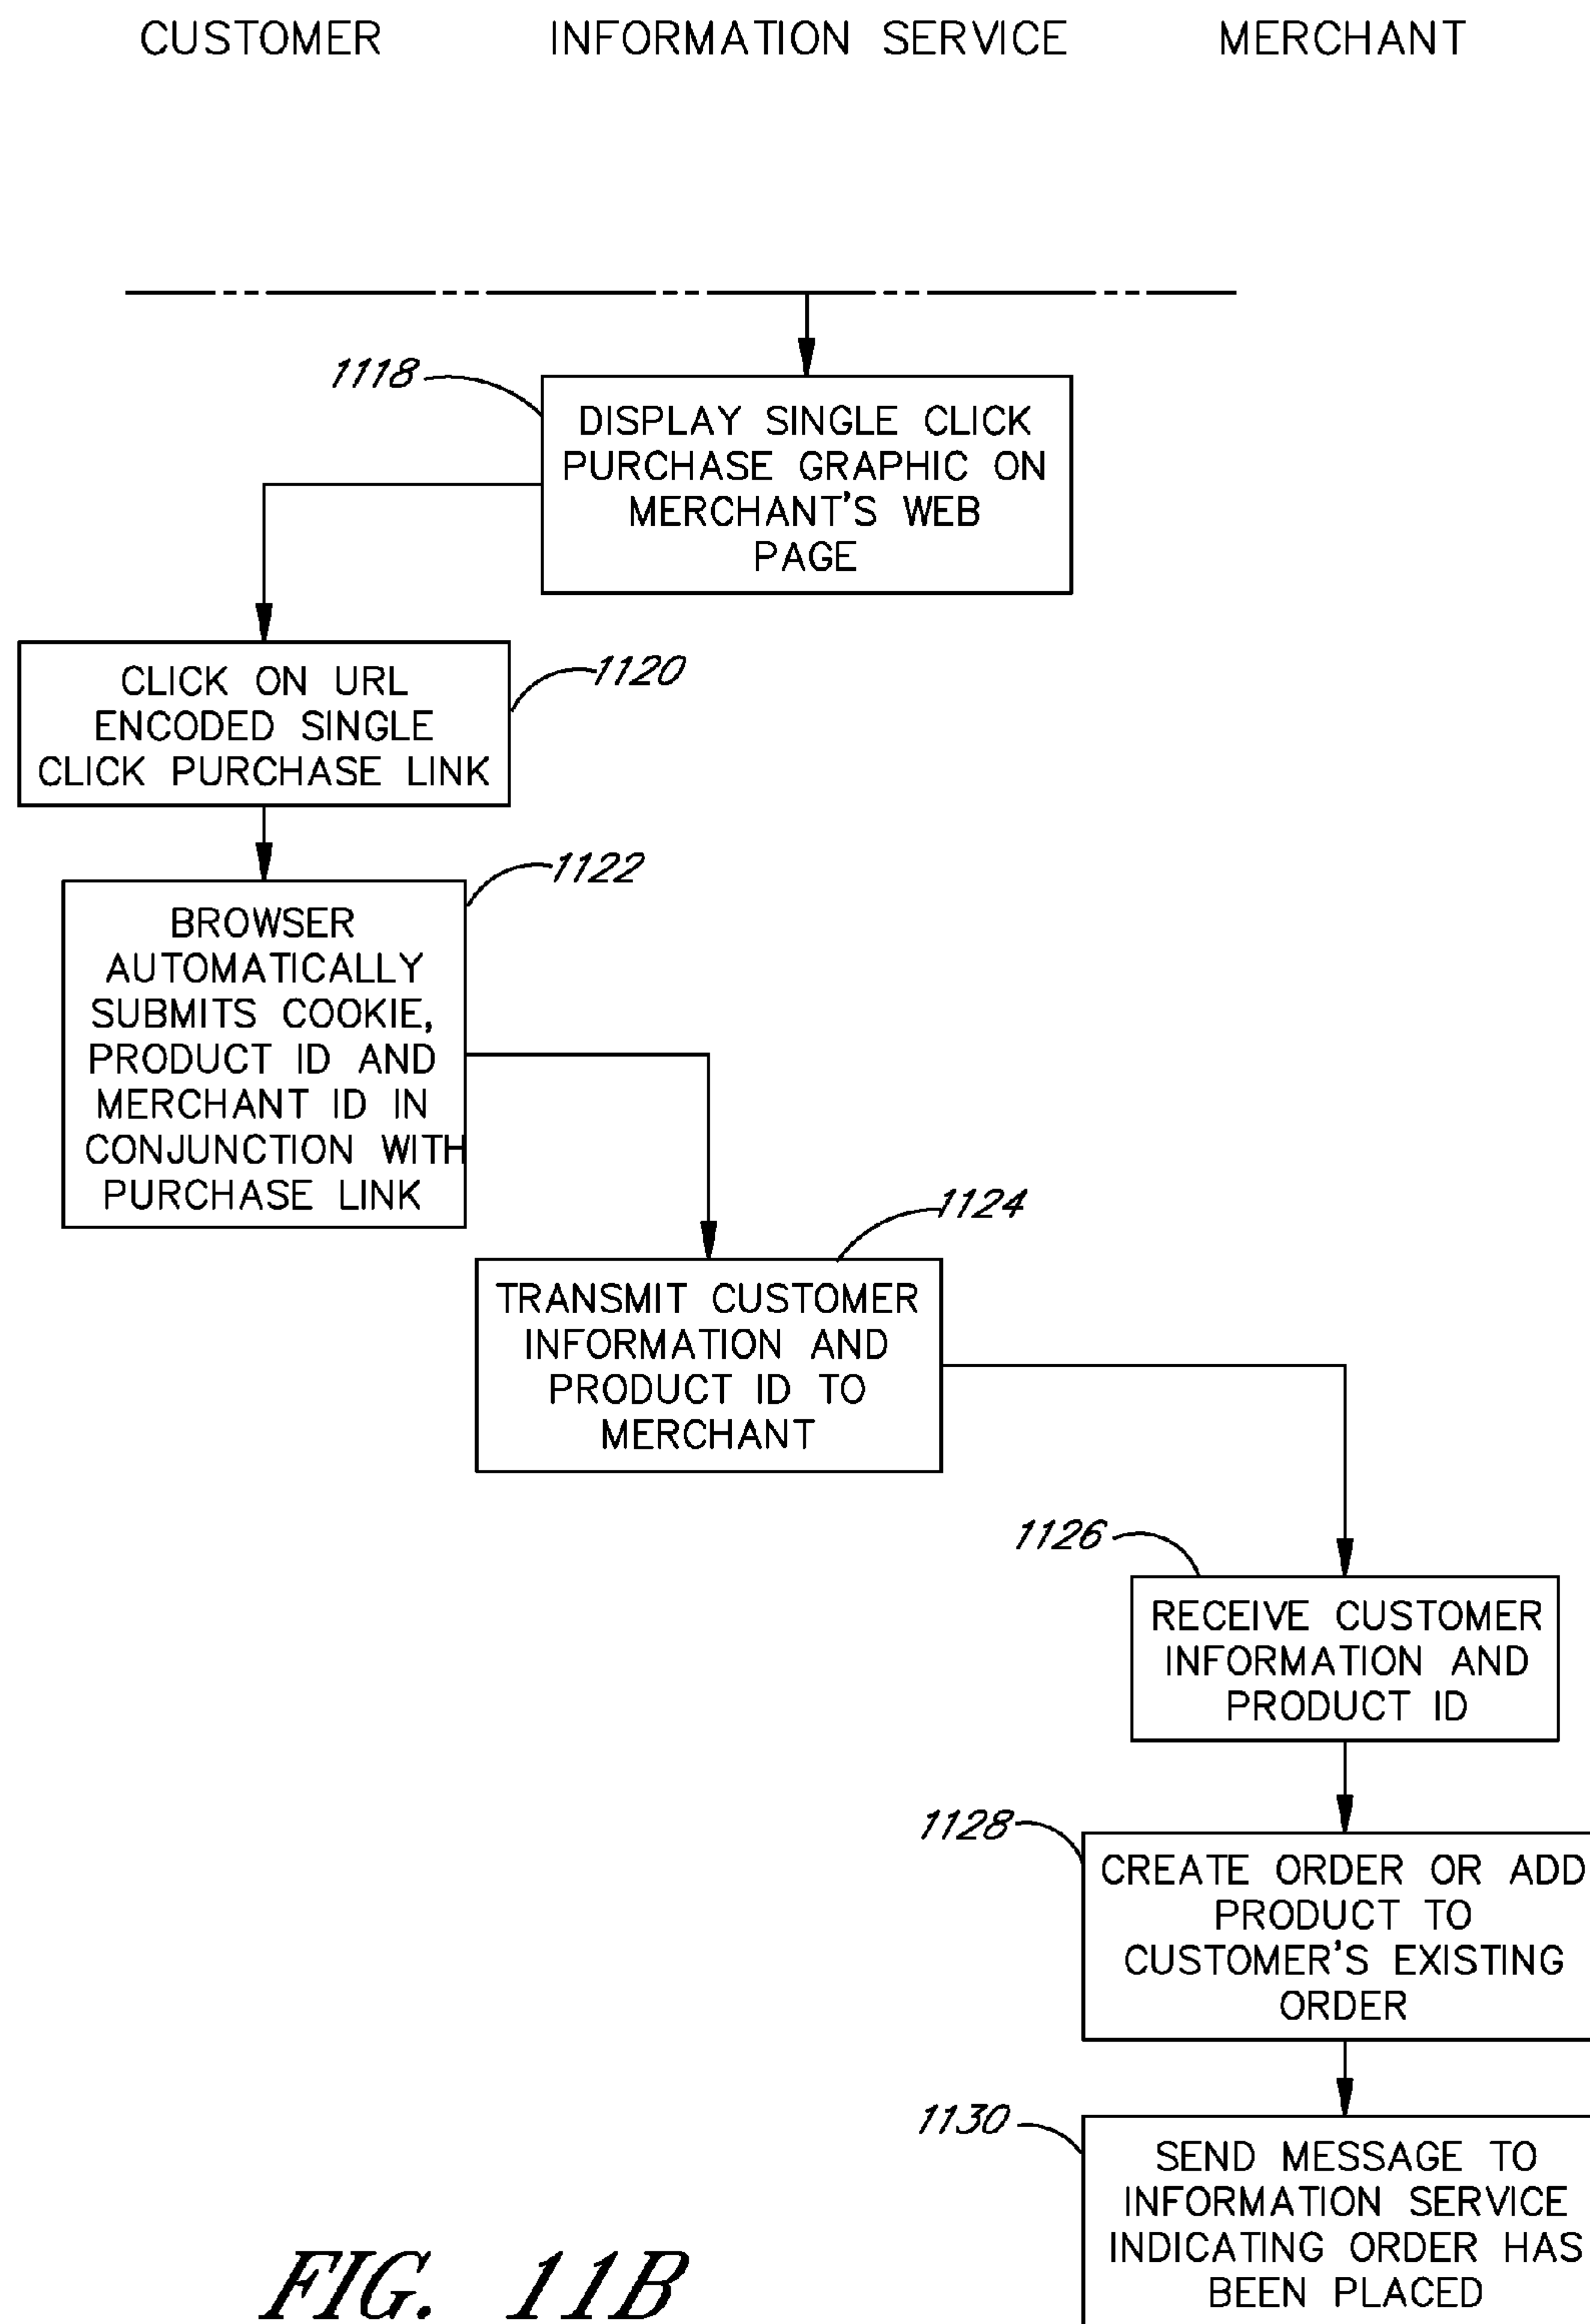 CUSTOMER INFORMATION SERVICE MERCHANT
1118
DISPLAY SINGLE CLICK
PURCHASE GRAPHIC ON
MERCHANT'S WEB
PAGE
1120
CLICK ON URL
ENCODED SINGLE
CLICK PURCHASE LINK
1122
BROWSER
AUTOMATICALLY
SUBMITS COOKIE,
PRODUCT ID AND
MERCHANT ID IN
CONJUNCTION WITH
PURCHASE LINK
1124
TRANSMIT CUSTOMER
INFORMATION AND
PRODUCT ID TO
MERCHANT
1126
RECEIVE CUSTOMER
INFORMATION AND
PRODUCT ID
1128
CREATE ORDER OR ADD
PRODUCT TO
CUSTOMER'S EXISTING
ORDER
1130
SEND MESSAGE TO
INFORMATION SERVICE
INDICATING ORDER HAS
BEEN PLACED
FIG. 11B